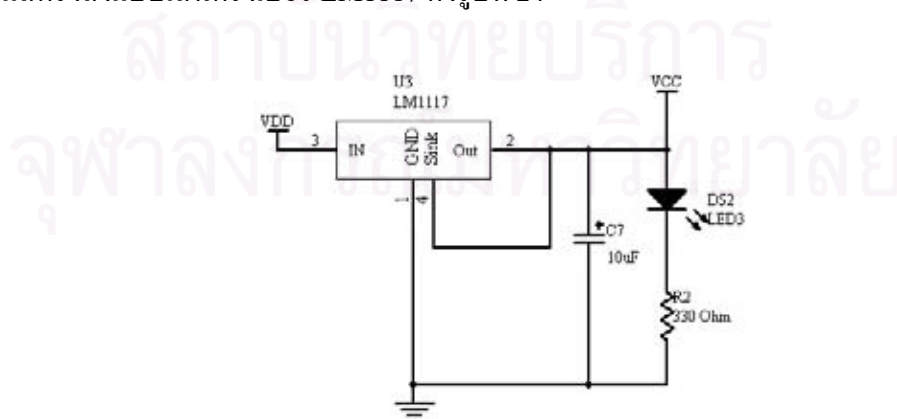 สถาบันวิทยบริการ
จุฬาลงกรณ์มหาวิทยาลัย
U3
LM1117
VCC
VDD
3
IN
GND
Sink
Out
2
1
4
DS2
LED3
C7
10uF
R2
330 Ohm